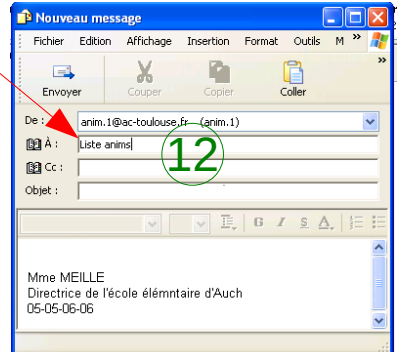 Nouveau message
Fichier Edition Affichage Insertion Format Outils M »
Envoyer Couper Copier Coller »
De : anim.1@ac-toulouse.fr (anim.1)
À : Liste anims
12
Cc :
Objet :
G I S A
Mme MEILLE
Directrice de l'école élémntaire d'Auch
05-05-06-06